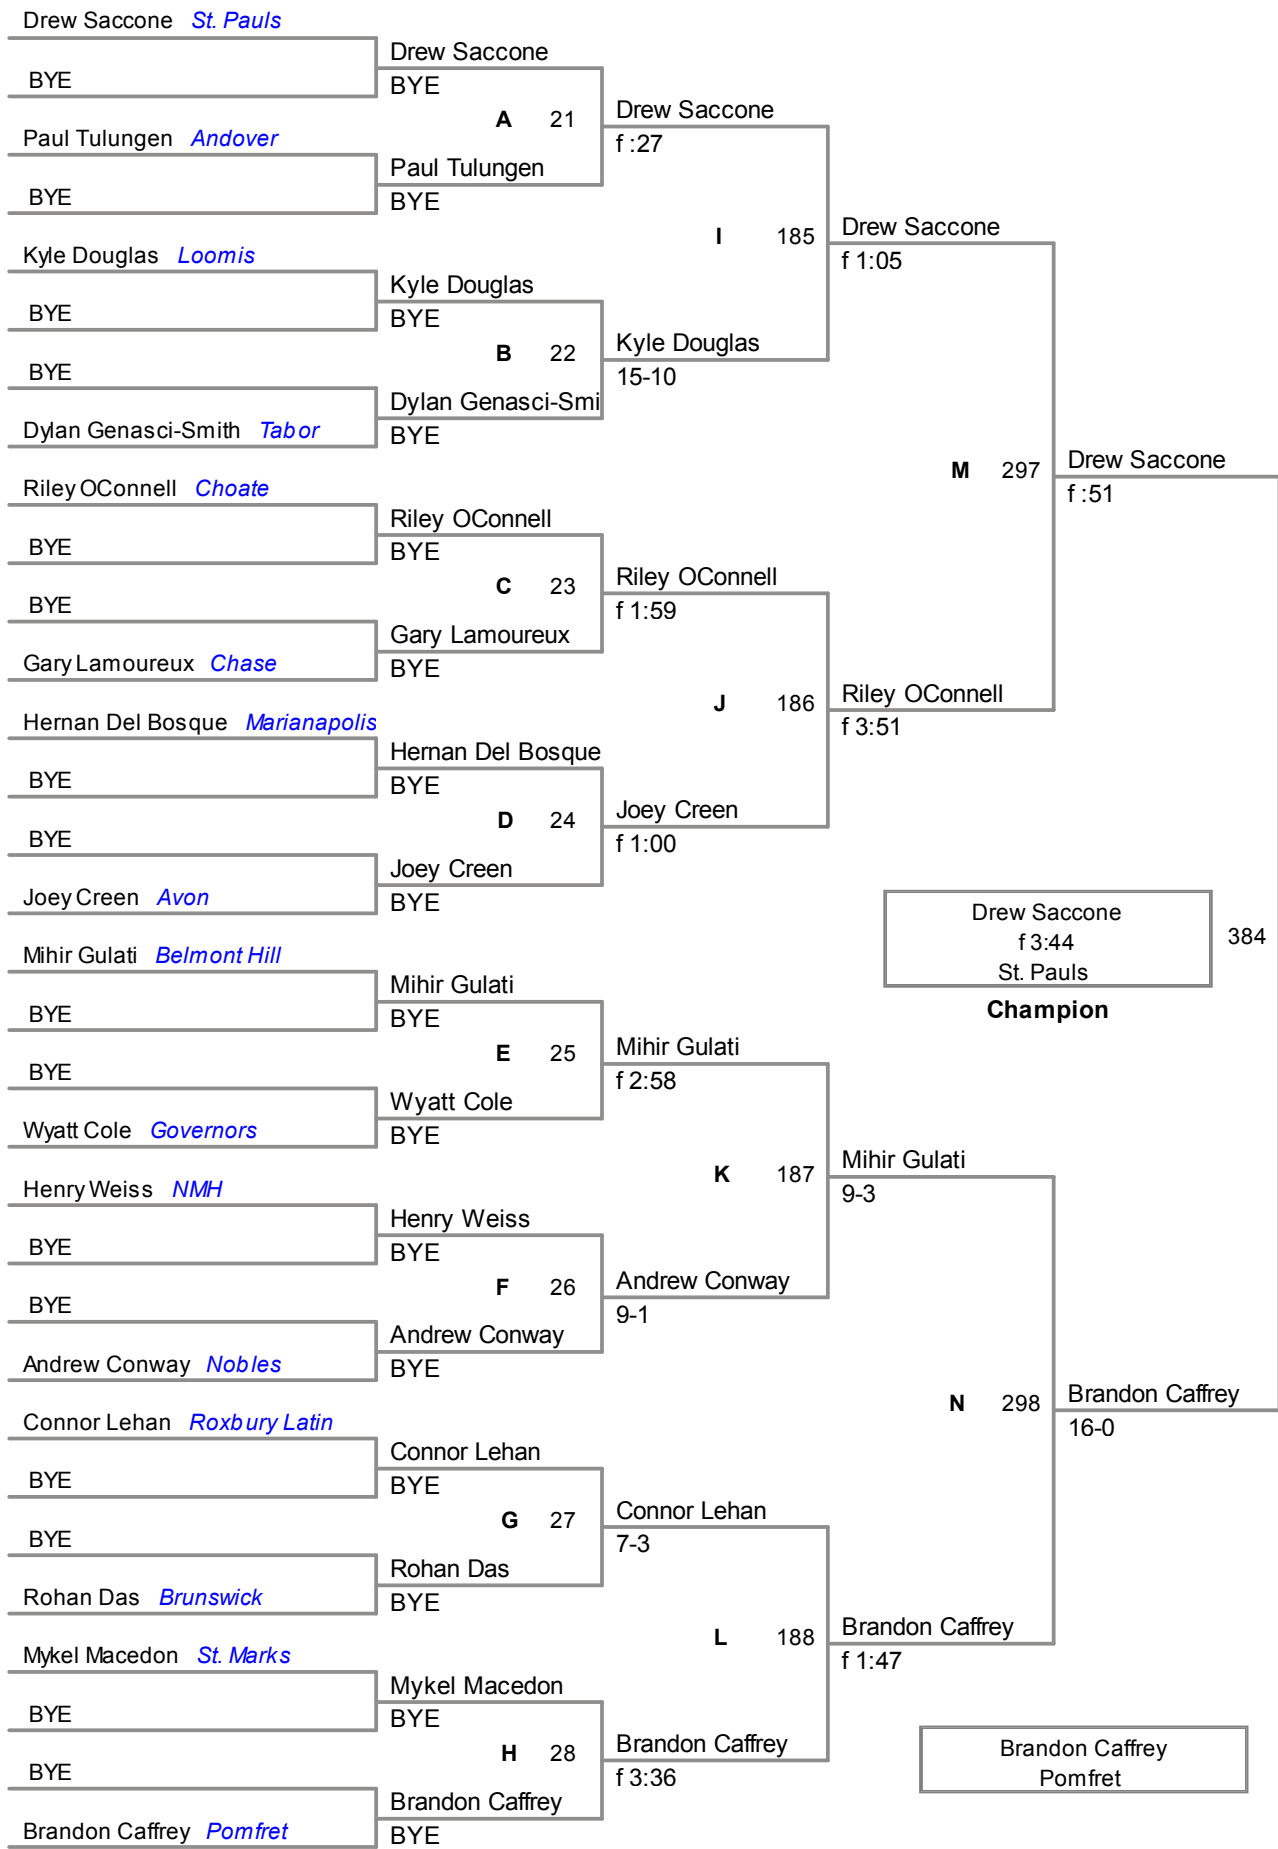 Drew Saccone St. Pauls
BYE
Paul Tulungen Andover
BYE
Kyle Douglas Loomis
BYE
BYE
Dylan Genasci-Smith Tabor
Riley OConnell Choate
BYE
BYE
Gary Lamoureux Chase
Hernan Del Bosque Marianapolis
BYE
BYE
Joey Creen Avon
Mihir Gulati Belmont Hill
BYE
BYE
Wyatt Cole Governors
Henry Weiss NMH
BYE
BYE
Andrew Conway Nobles
Connor Lehan Roxbury Latin
BYE
BYE
Rohan Das Brunswick
Mykel Macedon St. Marks
BYE
BYE
Brandon Caffrey Pomfret
Drew Saccone
BYE
A 21
Paul Tulungen
BYE
Kyle Douglas
BYE
B 22
Dylan Genasci-Smi
BYE
Riley OConnell
BYE
C 23
Gary Lamoureux
BYE
Hernan Del Bosque
BYE
D 24
Joey Creen
BYE
Mihir Gulati
BYE
E 25
Wyatt Cole
BYE
Henry Weiss
BYE
F 26
Andrew Conway
BYE
Connor Lehan
BYE
G 27
Rohan Das
BYE
Mykel Macedon
BYE
H 28
Brandon Caffrey
BYE
Drew Saccone
f :27
I 185
Kyle Douglas
15-10
Riley OConnell
f 1:59
J 186
Joey Creen
f 1:00
Mihir Gulati
f 2:58
K 187
Andrew Conway
9-1
Connor Lehan
7-3
L 188
Brandon Caffrey
f 3:36
Drew Saccone
f 1:05
M 297
Riley OConnell
f 3:51
Mihir Gulati
9-3
N 298
Brandon Caffrey
f 1:47
Drew Saccone
f :51
Brandon Caffrey
16-0
Drew Saccone
f 3:44
St. Pauls
384
Champion
Brandon Caffrey
Pomfret